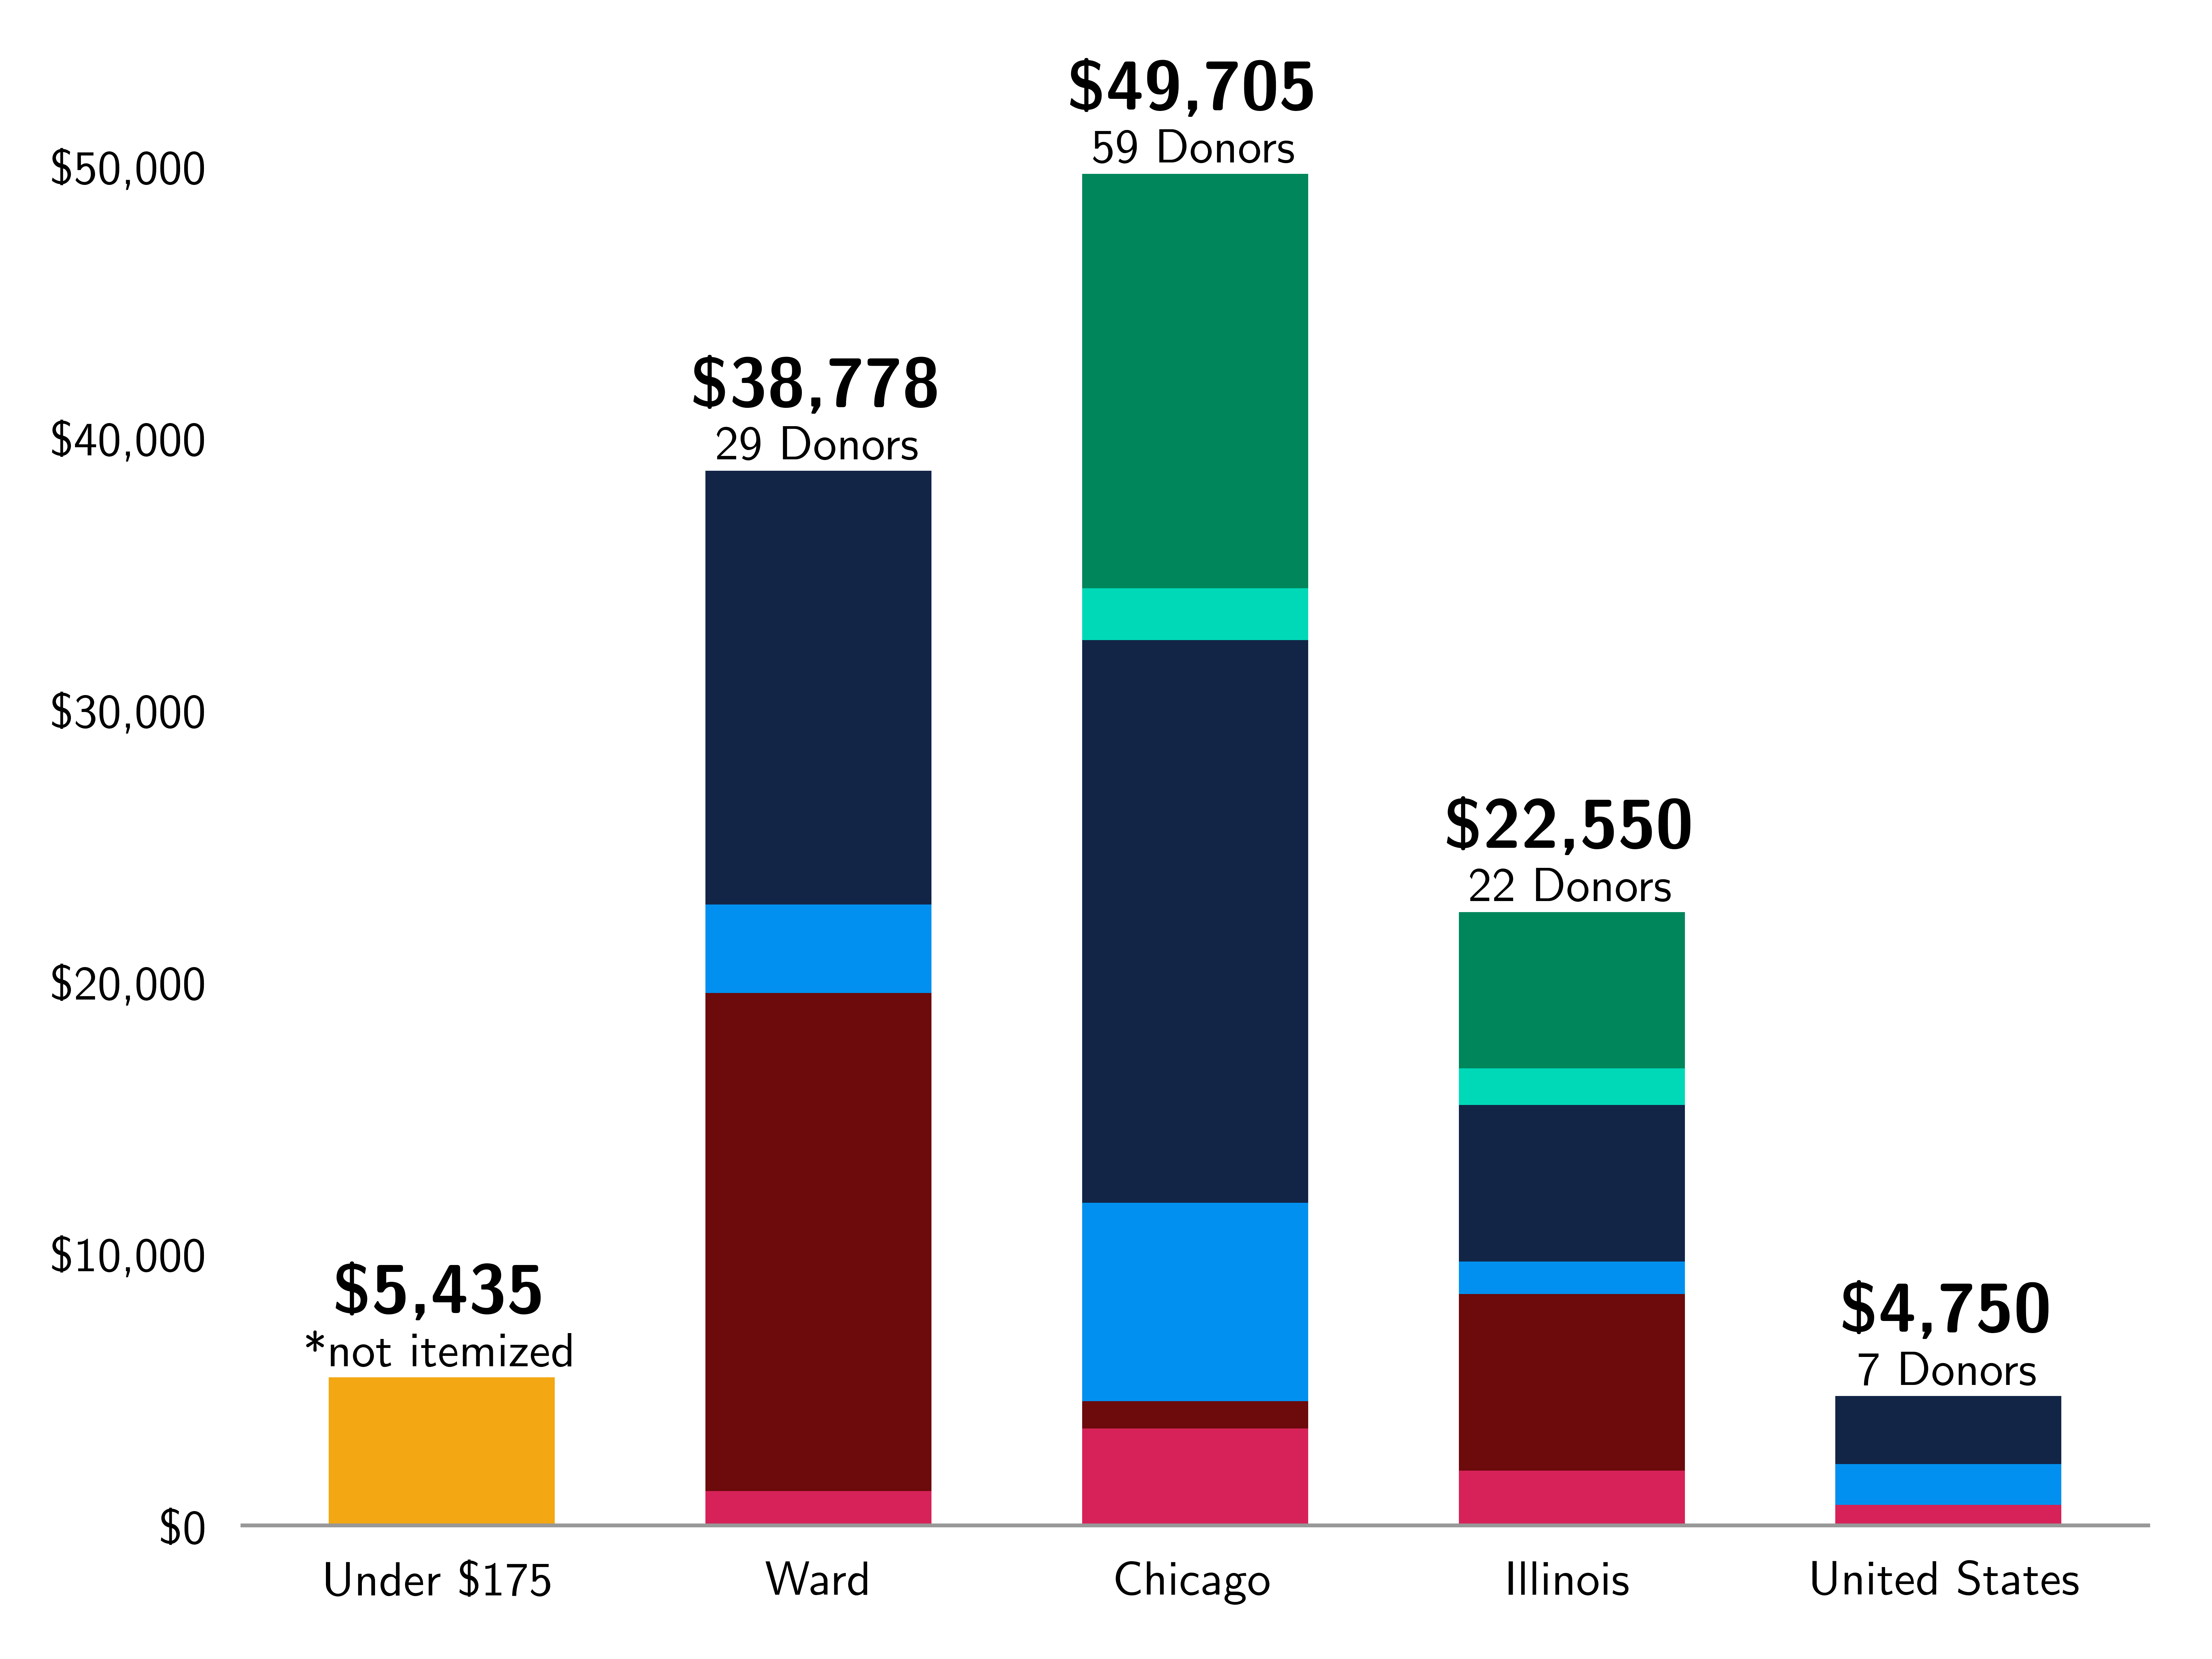 $49,705
59 Donors
$50,000
$38,778
29 Donors
$40,000
$30,000
$22,550
22 Donors
$20,000
$10,000
$5,435
*not itemized
$4,750
7 Donors
$0
Under $175
Ward
Chicago
Illinois
United States